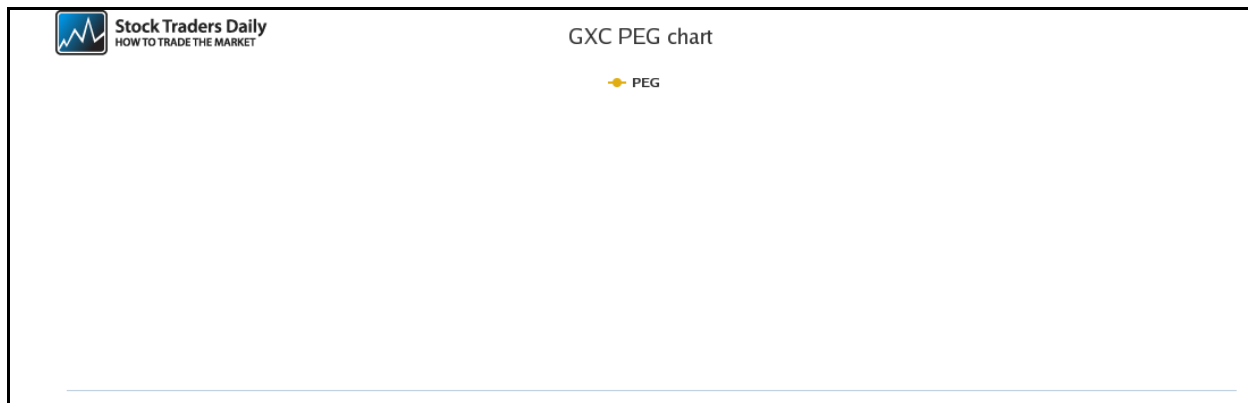 Stock Traders Daily
HOW TO TRADE THE MARKET
GXC PEG chart
PEG